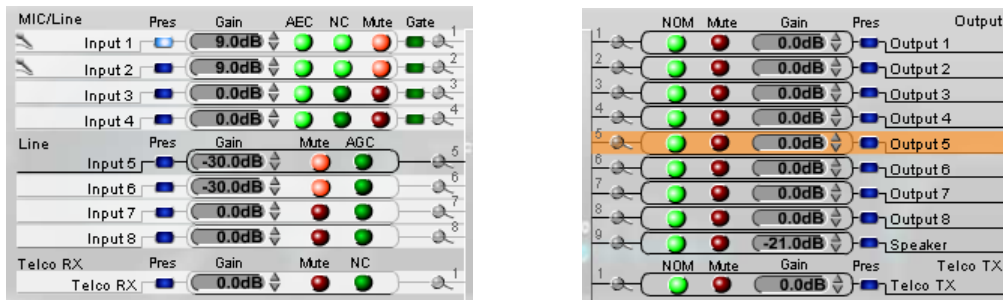 MIC/Line Pres Gain AEC NC Mute Gate
Input 1 9.0dB 1
Input 2 9.0dB 2
Input 3 0.0dB 3
Input 4 0.0dB 4
Line Pres Gain Mute AGC
Input 5 -30.0dB 5
Input 6 -30.0dB 6
Input 7 0.0dB 7
Input 8 0.0dB 8
Telco RX Pres Gain Mute NC
Telco RX 0.0dB 1
NOM Mute Gain Pres Output
1 0.0dB Output 1
2 0.0dB Output 2
3 0.0dB Output 3
4 0.0dB Output 4
5 0.0dB Output 5
6 0.0dB Output 6
7 0.0dB Output 7
8 0.0dB Output 8
9 -21.0dB Speaker
NOM Mute Gain Pres Telco TX
1 0.0dB Telco TX